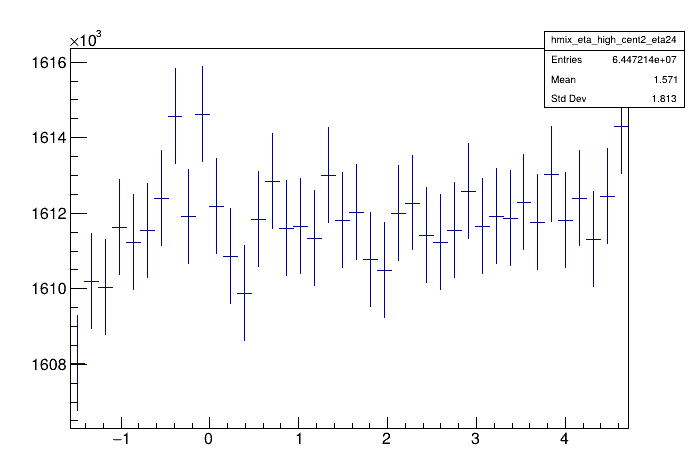 ×10³
hmix_eta_high_cent2_eta24
Entries 6.447214e+07
Mean 1.571
Std Dev 1.813
1616
1614
1612
1610
1608
−1 0 1 2 3 4